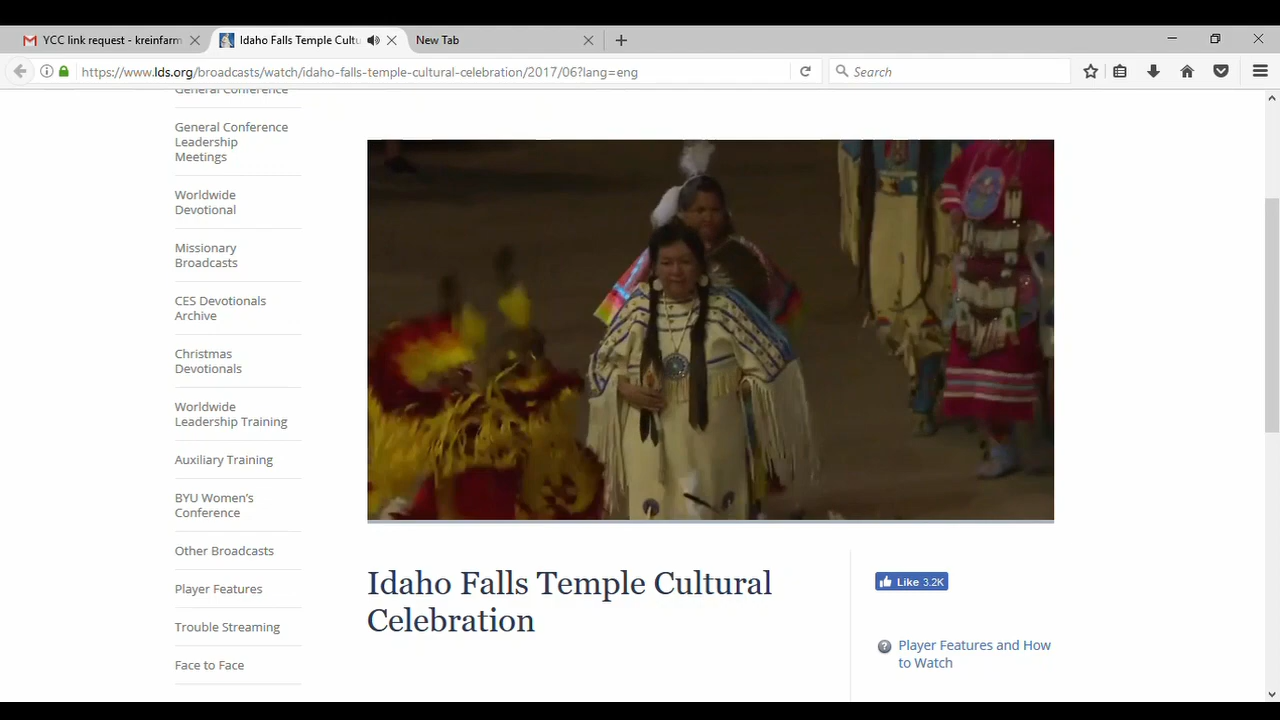 YCC link request - kreinfarm
Idaho Falls Temple Cultu
New Tab
https://www.lds.org/broadcasts/watch/idaho-falls-temple-cultural-celebration/2017/06?lang=eng
Search
General Conference
General Conference
Leadership
Meetings
Worldwide
Devotional
Missionary
Broadcasts
CES Devotionals
Archive
Christmas
Devotionals
Worldwide
Leadership Training
Auxiliary Training
BYU Women's
Conference
Other Broadcasts
Player Features
Trouble Streaming
Face to Face
Idaho Falls Temple Cultural
Celebration
Like 3.2K
Player Features and How
to Watch